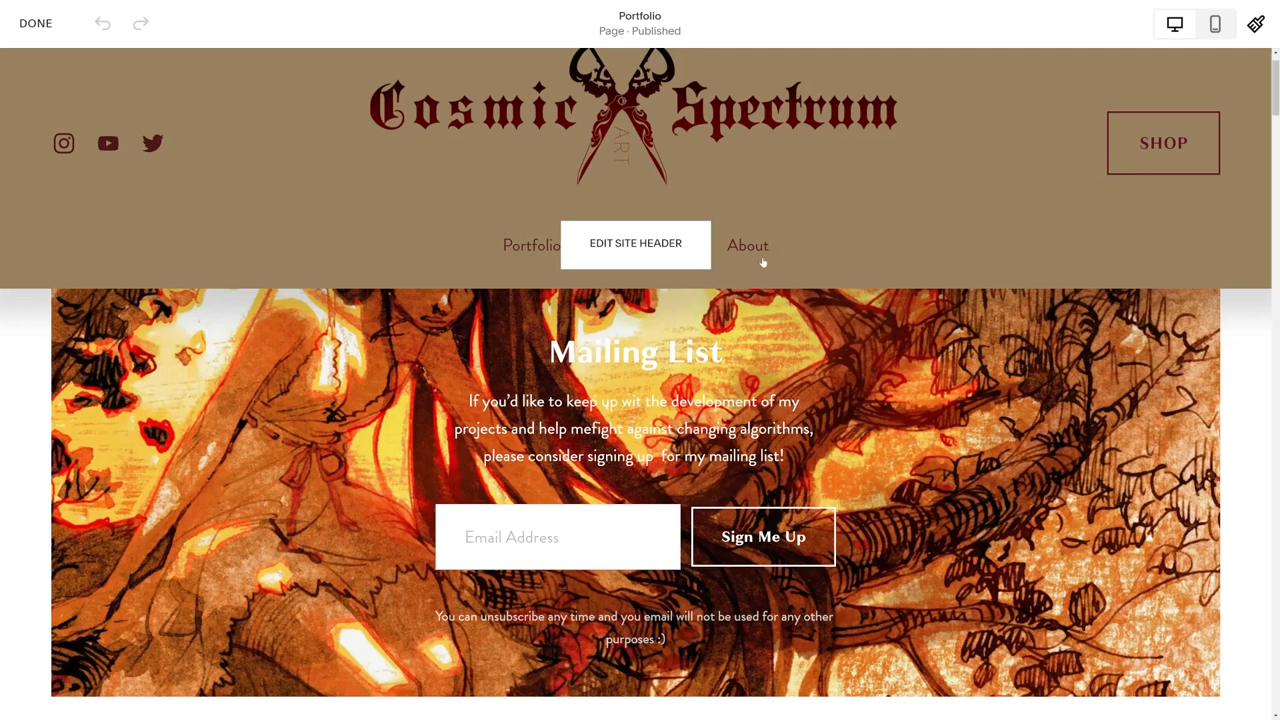 DONE
Portfolio
Page · Published
Cosmic Spectrum
ART
SHOP
Portfolio
EDIT SITE HEADER
About
Mailing List
If you’d like to keep up wit the development of my
projects and help mefight against changing algorithms,
please consider signing up  for my mailing list!
Email Address
Sign Me Up
You can unsubscribe any time and you email will not be used for any other
purposes :)